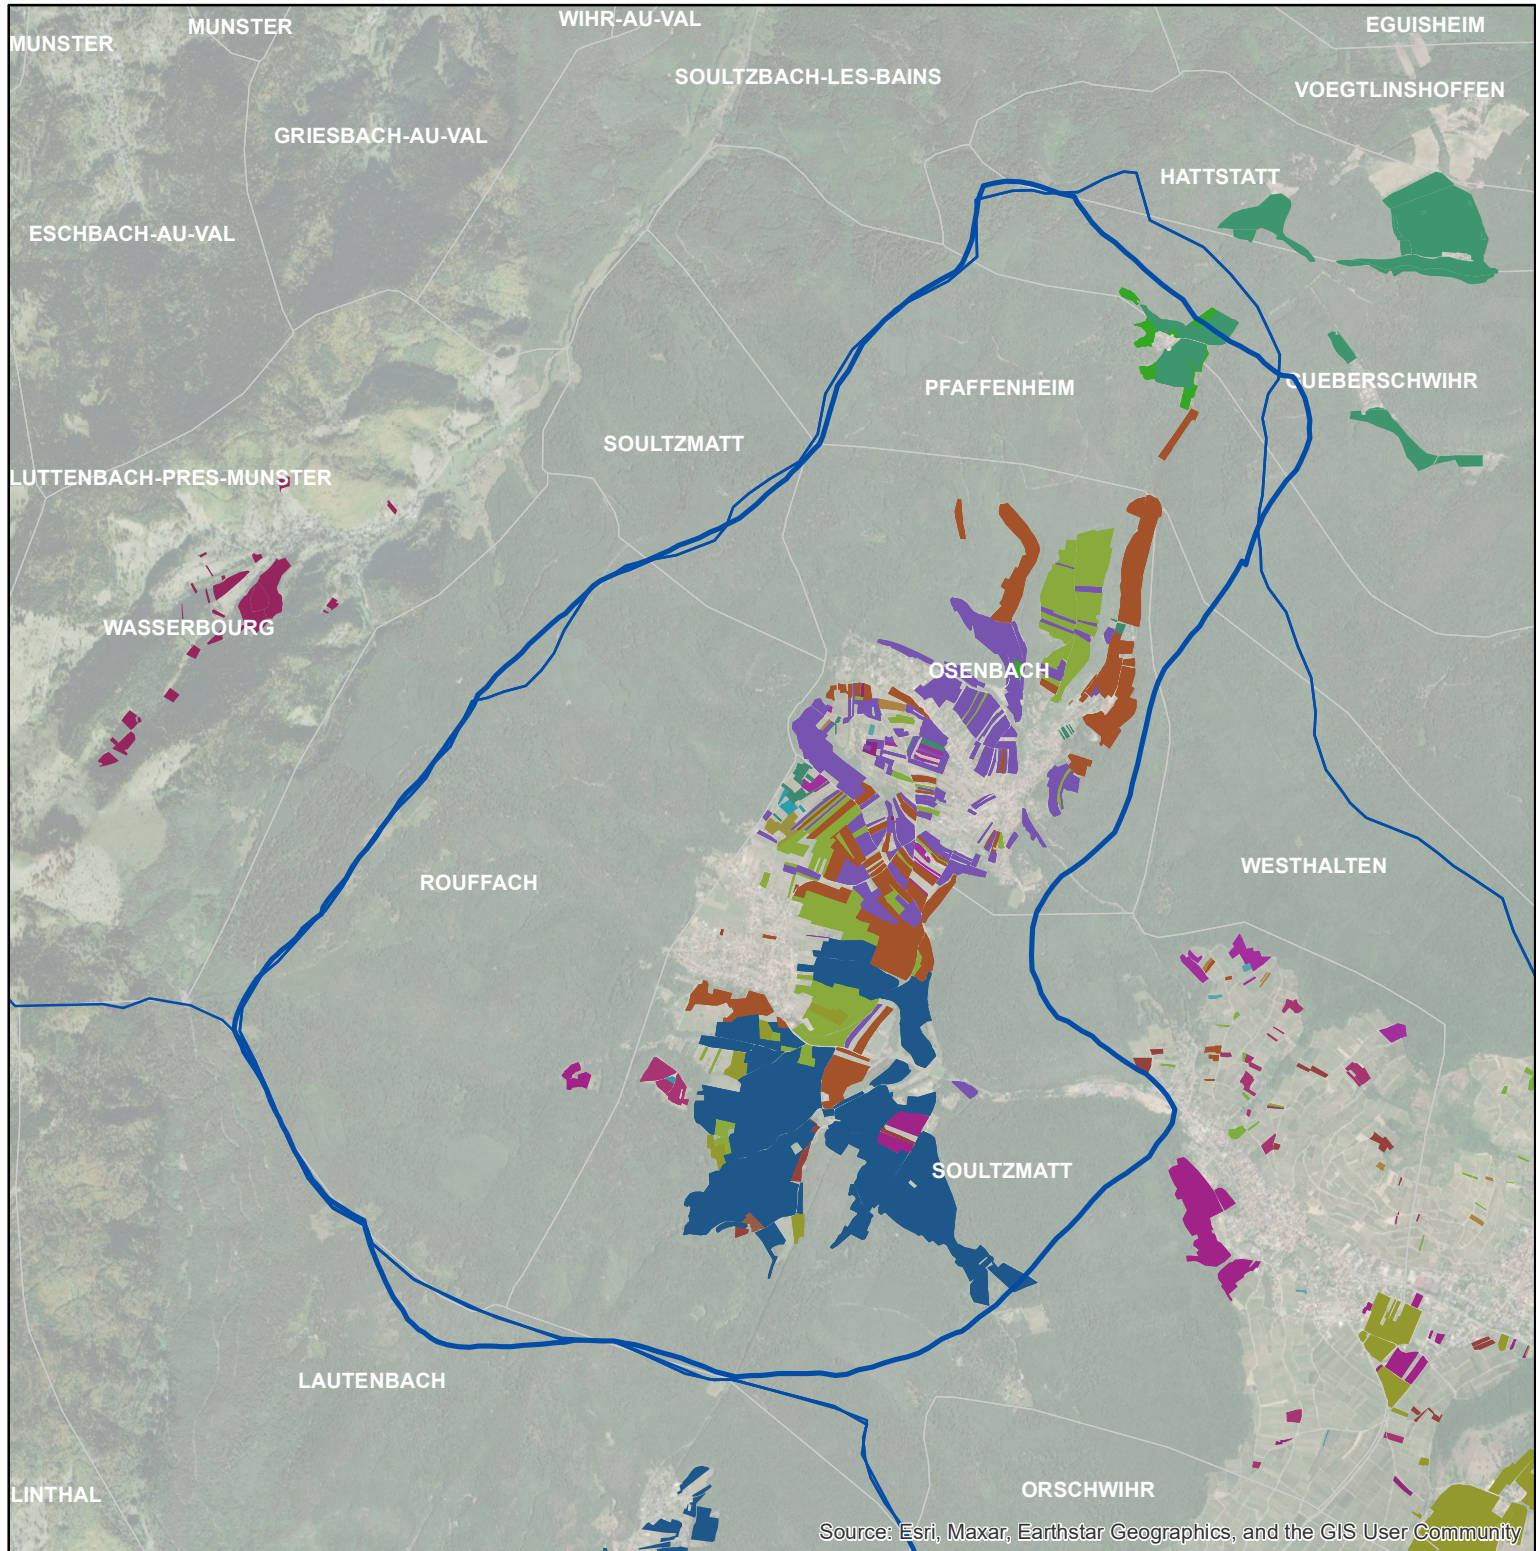 WIHR-AU-VAL
MUNSTER
EGUISHEIM
MUNSTER
SOULTZBACH-LES-BAINS
VOEGTLINSHOFFEN
GRIESBACH-AU-VAL
HATTSTATT
ESCHBACH-AU-VAL
PFAFFENHEIM
GUEBERSCHWIHR
SOULTZMATT
LUTTENBACH-PRES-MUNSTER
WASSERBOURG
OSENBACH
WESTHALTEN
ROUFFACH
SOULTZMATT
LAUTENBACH
ORSCHWIHR
LINTHAL
Source: Esri, Maxar, Earthstar Geographics, and the GIS User Community